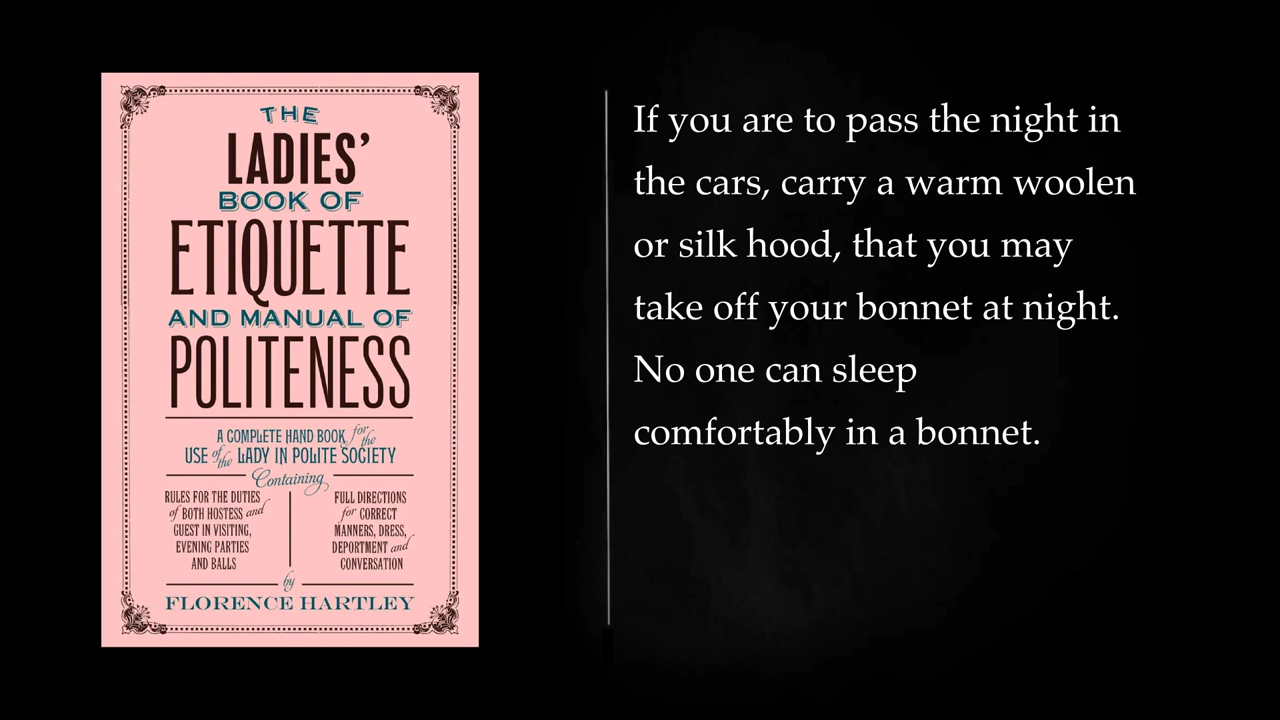 THE
LADIES'
BOOK OF
ETIQUETTE
AND MANUAL OF
POLITENESS
A COMPLETE HAND BOOK for the
USE of the LADY IN POLITE SOCIETY
Containing
RULES FOR THE DUTIES
of BOTH HOSTESS and
GUEST IN VISITING,
EVENING PARTIES
AND BALLS
FULL DIRECTIONS
for CORRECT
MANNERS, DRESS,
DEPORTMENT and
CONVERSATION
by
FLORENCE HARTLEY
If you are to pass the night in
the cars, carry a warm woolen
or silk hood, that you may
take off your bonnet at night.
No one can sleep
comfortably in a bonnet.